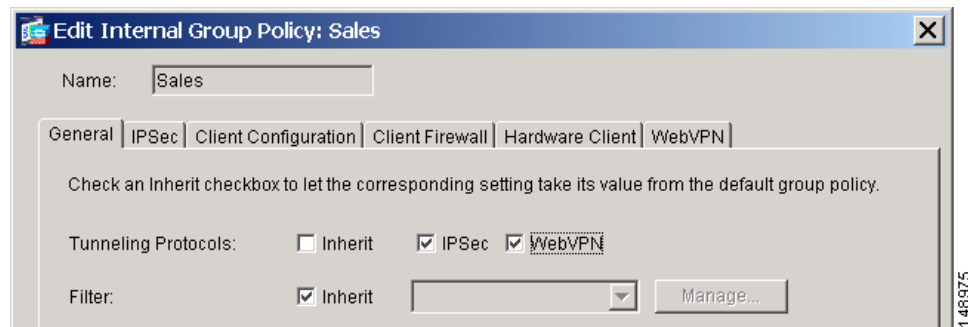 Edit Internal Group Policy: Sales
Name: Sales
General IPSec Client Configuration Client Firewall Hardware Client WebVPN
Check an Inherit checkbox to let the corresponding setting take its value from the default group policy.
Tunneling Protocols: Inherit IPSec WebVPN
Filter: Inherit Manage...
148975